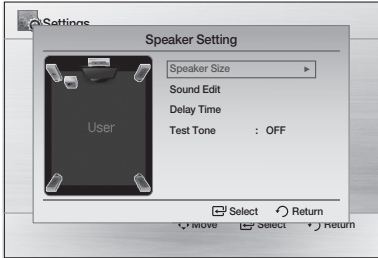 Settings
Speaker Setting
Speaker Size ►
Sound Edit
Delay Time
Test Tone : OFF
User
Select Return
Move Select Return